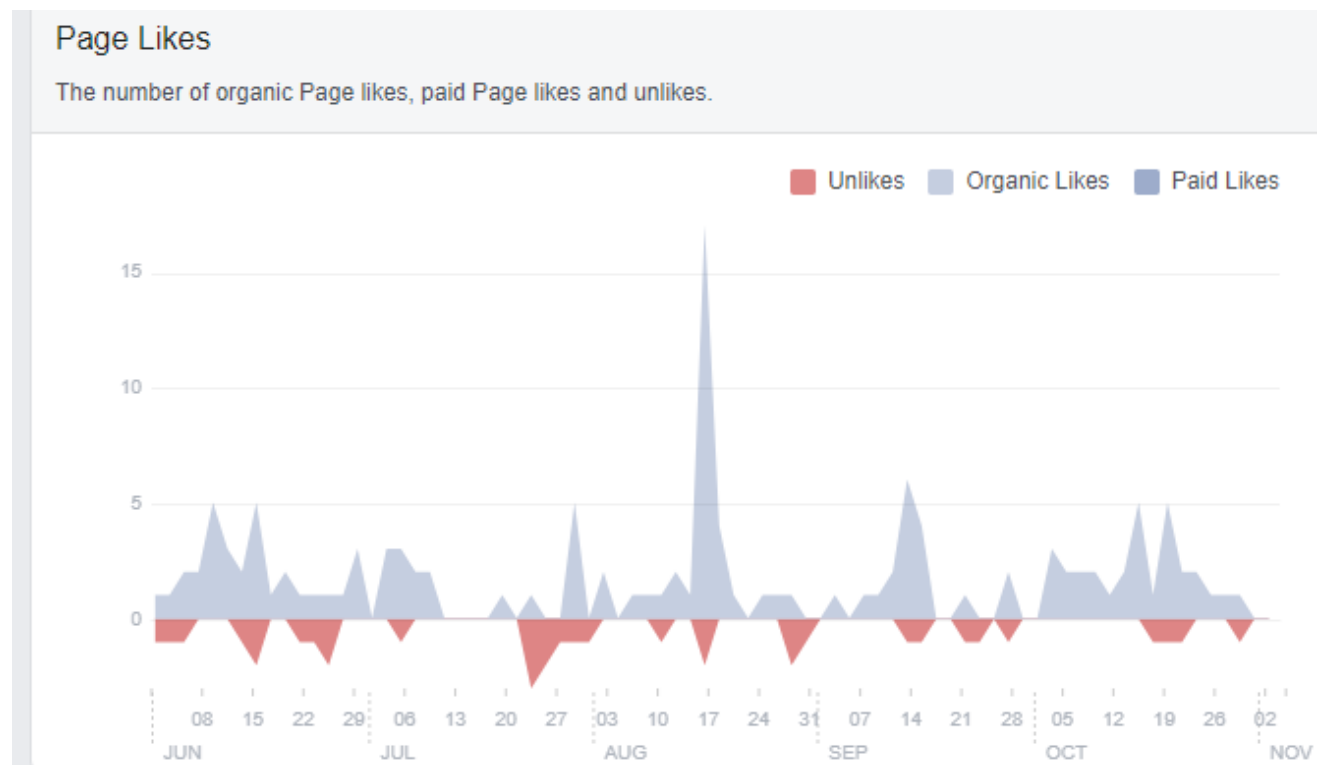 Page Likes
The number of organic Page likes, paid Page likes and unlikes.
Unlikes Organic Likes Paid Likes
15
10
5
0
08 15 22 29 06 13 20 27 03 10 17 24 31 07 14 21 28 05 12 19 26 02
JUN JUL AUG SEP OCT NOV